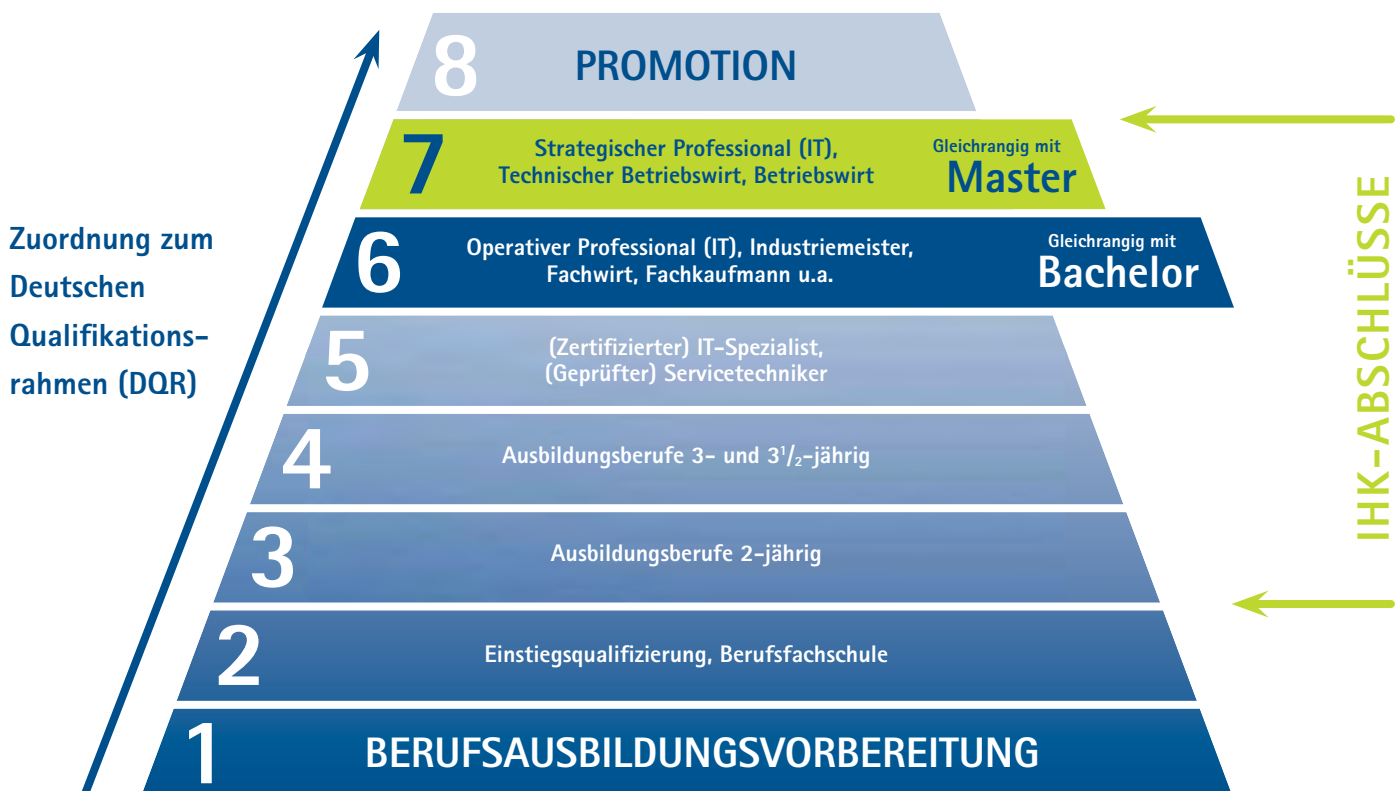 8
PROMOTION
7
Strategischer Professional (IT),
Technischer Betriebswirt, Betriebswirt
Gleichrangig mit
Master
Zuordnung zum
Deutschen
Qualifikations-
rahmen (DQR)
6
Operativer Professional (IT), Industriemeister,
Fachwirt, Fachkaufmann u.a.
Gleichrangig mit
Bachelor
5
(Zertifizierter) IT-Spezialist,
(Geprüfter) Servicetechniker
4
Ausbildungsberufe 3- und 3¹/₂-jährig
3
Ausbildungsberufe 2-jährig
2
Einstiegsqualifizierung, Berufsfachschule
1
BERUFSAUSBILDUNGSVORBEREITUNG
IHK-ABSCHLÜSSE